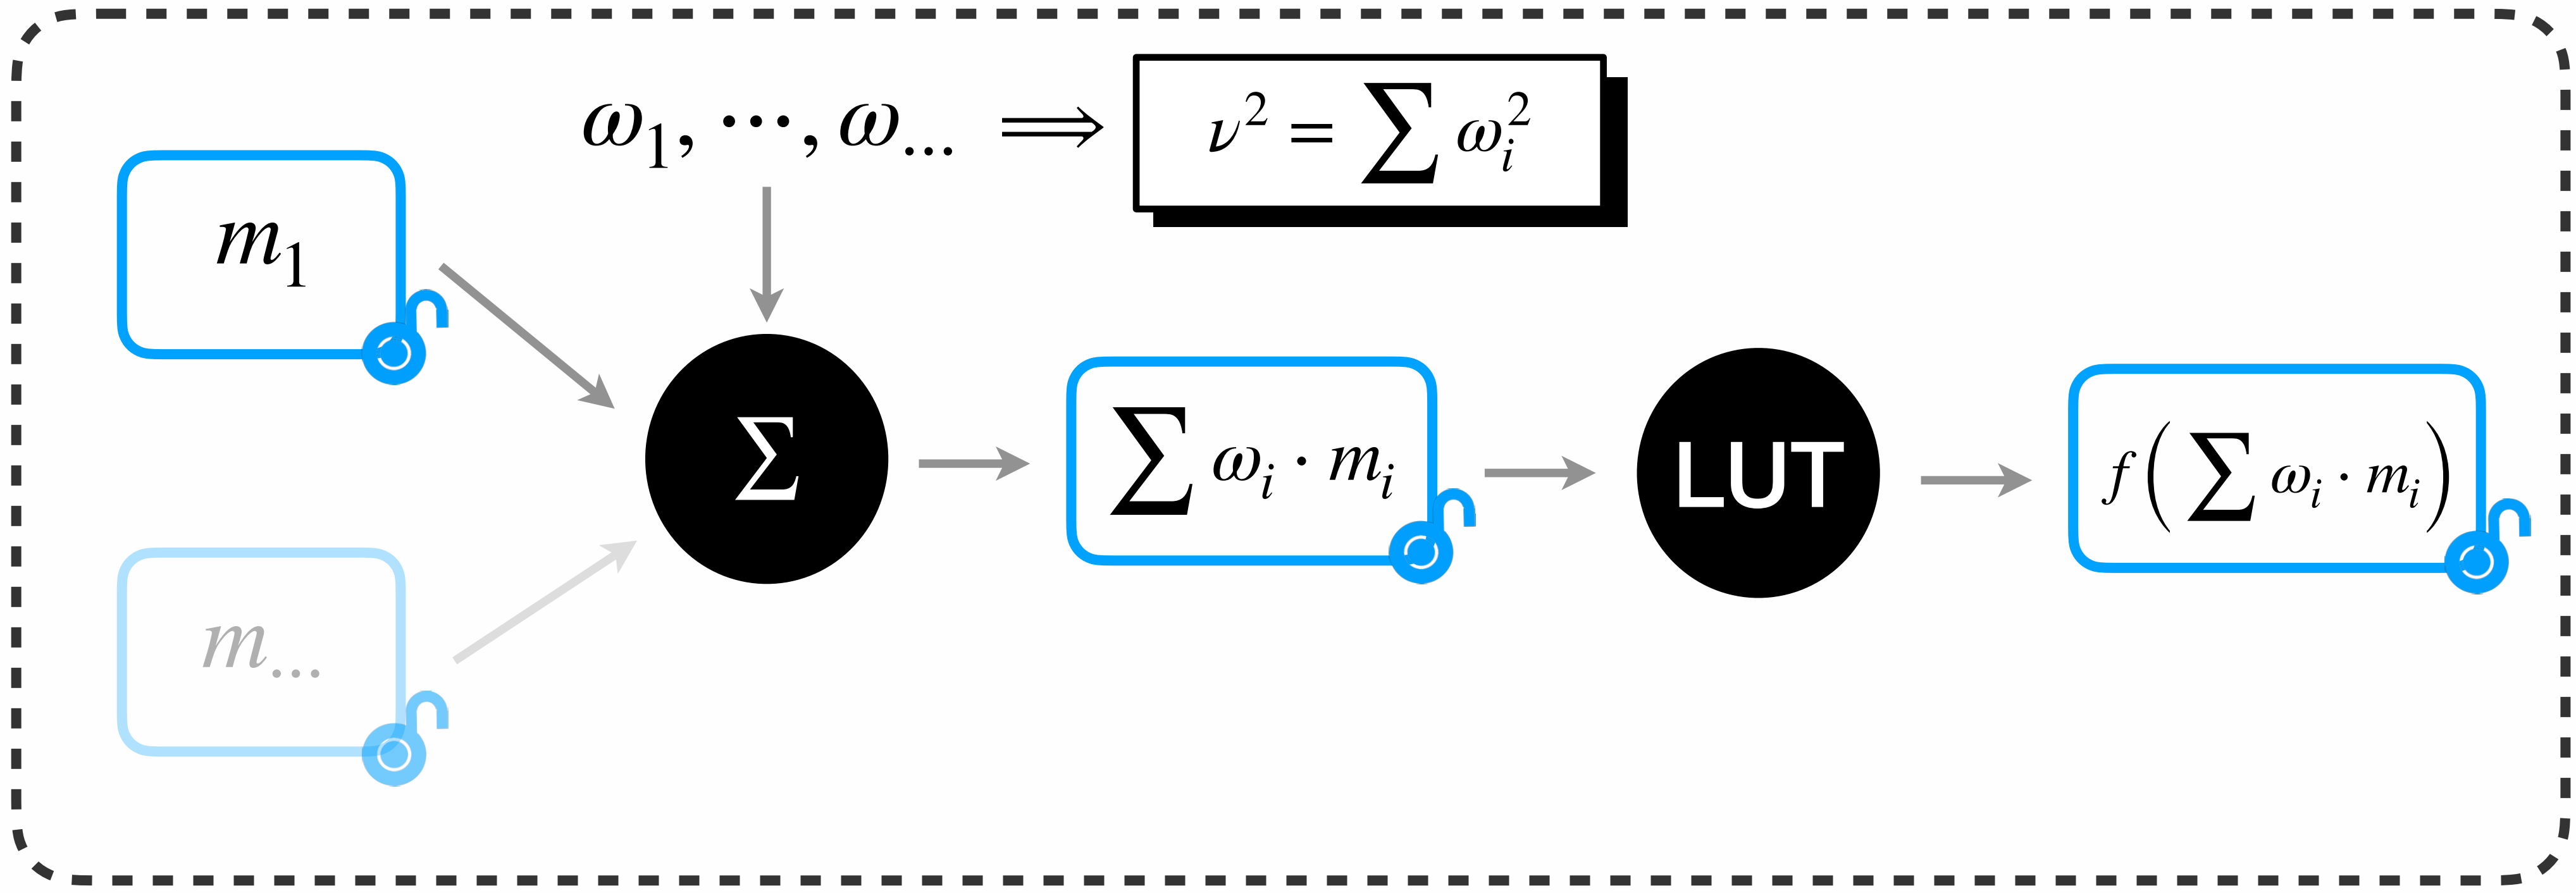 ω₁, ⋯, ω… ⟹ ν² = ∑ ωᵢ²
m₁
m…
Σ
∑ ωᵢ · mᵢ
LUT
f(∑ ωᵢ · mᵢ)